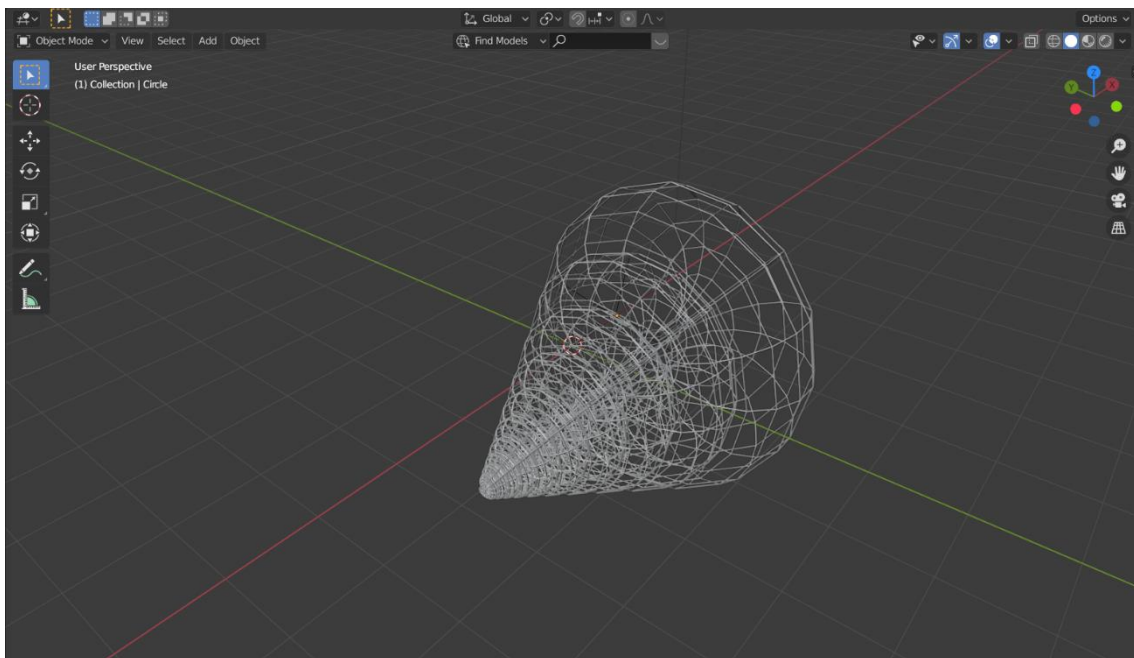 Global
Options
Object Mode View Select Add Object
Find Models
User Perspective
(1) Collection | Circle
Z
Y
X